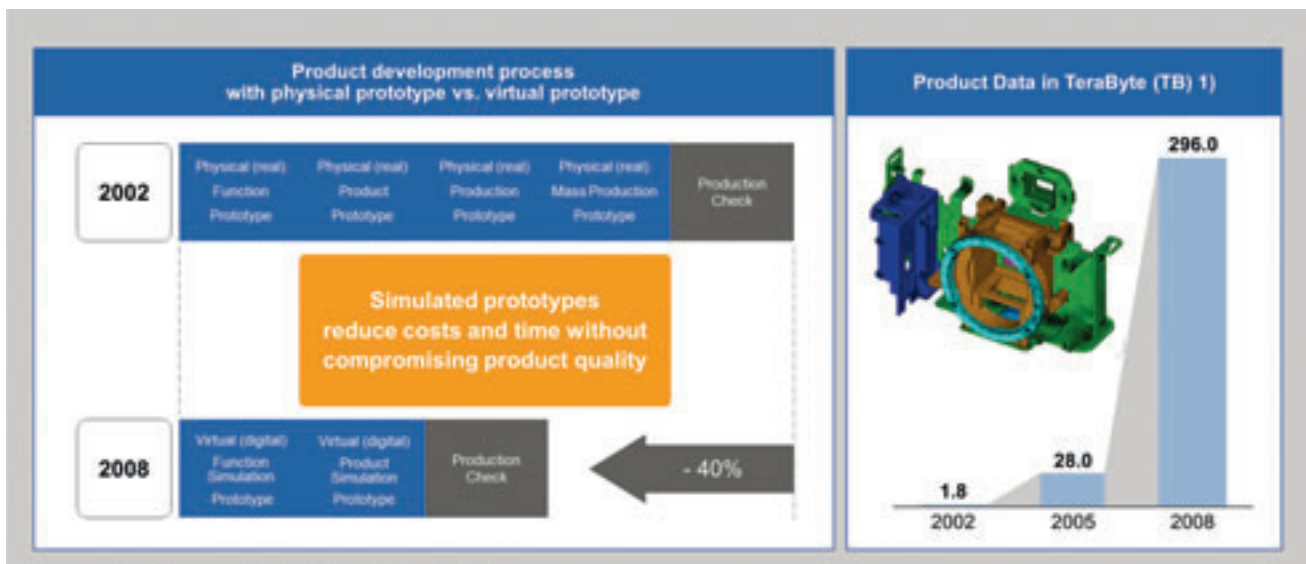 Product development process
with physical prototype vs. virtual prototype
2002
Physical (real)
Function
Prototype
Physical (real)
Product
Prototype
Physical (real)
Production
Prototype
Physical (real)
Mass Production
Prototype
Production
Check
Simulated prototypes
reduce costs and time without
compromising product quality
2008
Virtual (digital)
Function
Simulation
Prototype
Virtual (digital)
Product
Simulation
Prototype
Production
Check
- 40%
Product Data in TeraByte (TB) 1)
296.0
28.0
1.8
2002
2005
2008